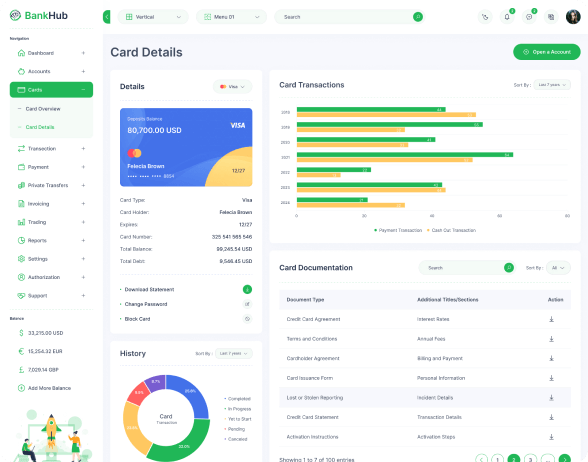 BankHub
Vertical
Menu 01
Search
Navigation
Dashboard
Accounts
Cards
Card Overview
Card Details
Transaction
Payment
Private Transfers
Invoicing
Trading
Reports
Settings
Authorization
Support
Balance
33,215.00 USD
15,254.32 EUR
7,009.14 GBP
Add More Balance
Card Details
Open a Account
Details
Visa
Deposits Balance
80,700.00 USD
VISA
Felecia Brown
•••• •••• •••• 6854
12/27
Card Type: Visa
Card Holder: Felecia Brown
Expires: 12/27
Card Number: 325 541 565 546
Total Balance: 99,245.54 USD
Total Debt: 9,546.45 USD
Download Statement
Change Password
Block Card
History
Sort By : Last 7 years
Card
Transaction
Completed
In Progress
Yet to Start
Pending
Canceled
Card Transactions
Sort By : Last 7 years
2018
2019
2020
2021
2022
2023
2024
0 20 40 60 80
Payment Transaction Cash Out Transaction
Card Documentation
Search
Sort By : All
Document Type Additional Titles/Sections Action
Credit Card Agreement Interest Rates
Terms and Conditions Annual Fees
Cardholder Agreement Billing and Payment
Card Issuance Form Personal Information
Lost or Stolen Reporting Incident Details
Credit Card Statement Transaction Details
Activation Instructions Activation Steps
Showing 1 to 7 of 100 entries
1 2 3 ...